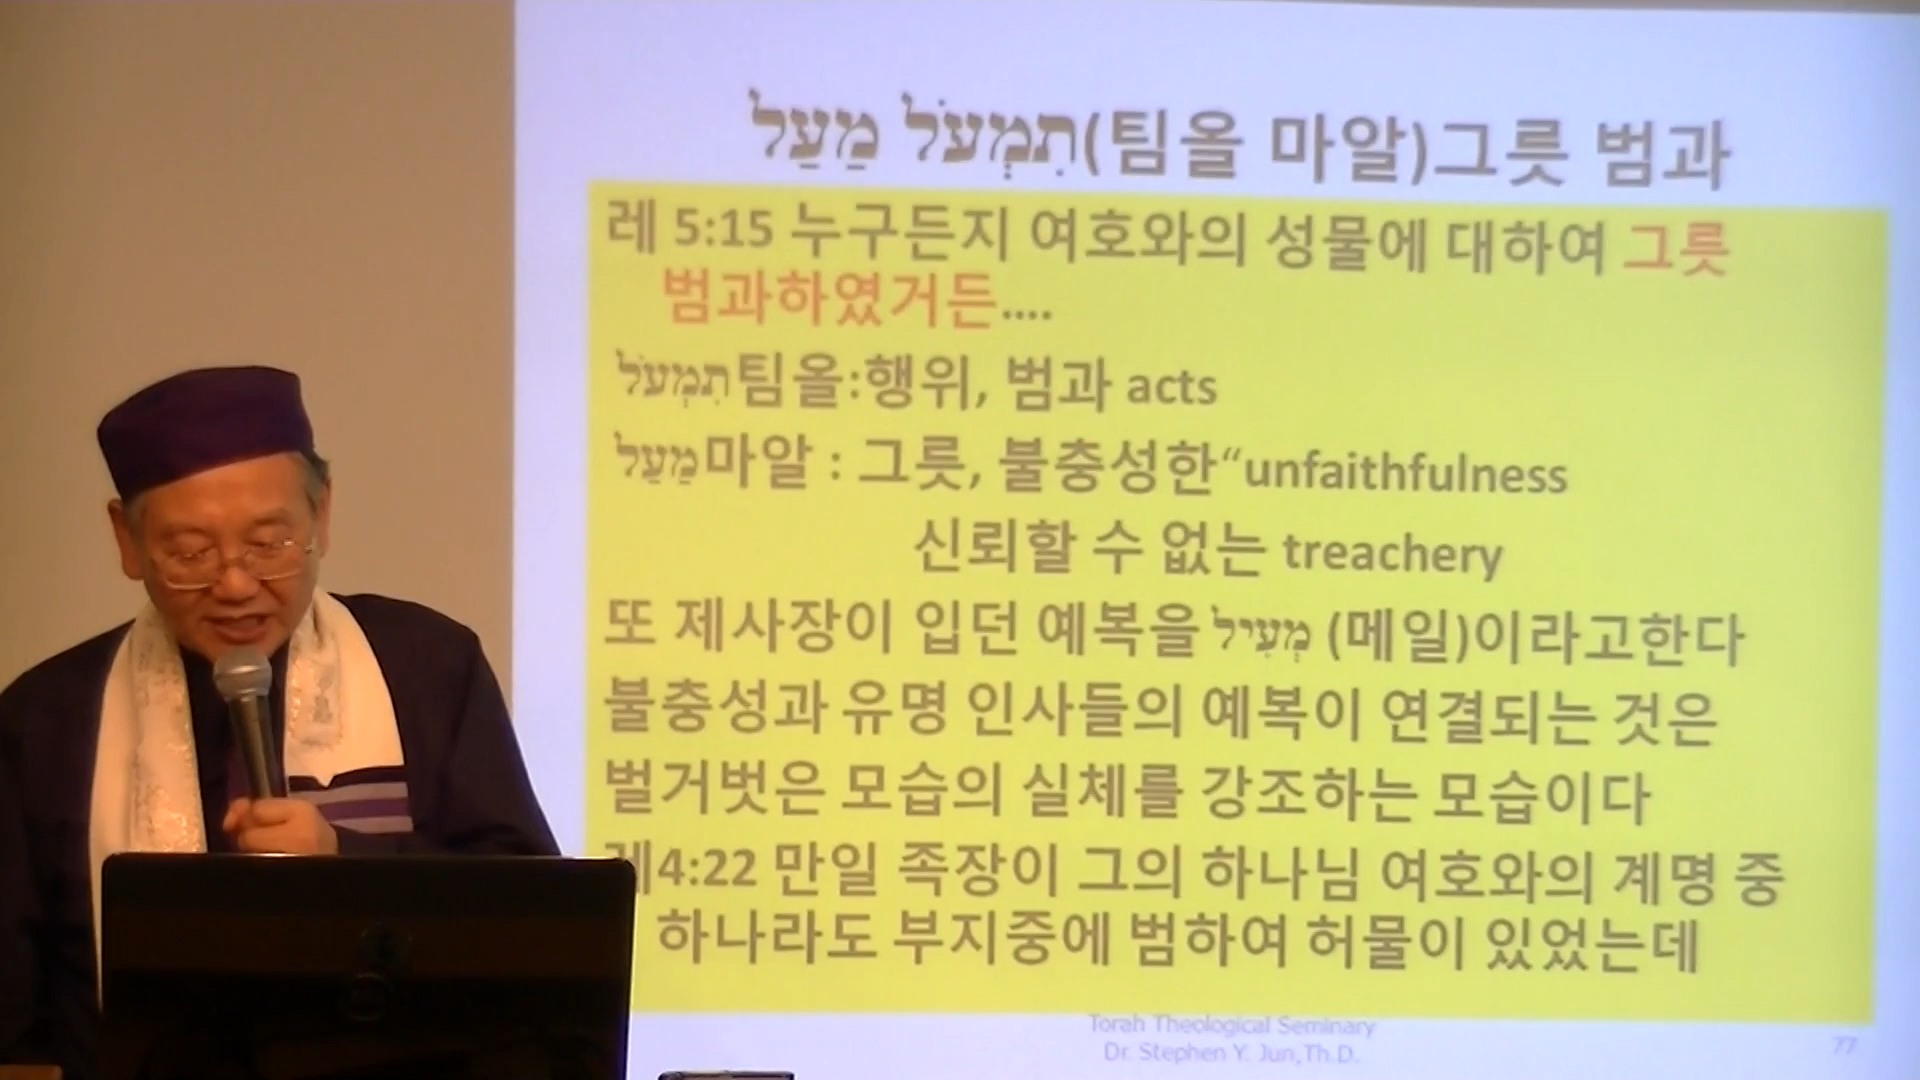 תִמְעֹל מַעַל(팀올 마알)그릇 범과
레 5:15 누구든지 여호와의 성물에 대하여 그릇
범과하였거든....
תִמְעֹל팀올:행위, 범과 acts
מַעַל마알 : 그릇, 불충성한“unfaithfulness
신뢰할 수 없는 treachery
또 제사장이 입던 예복을 מְעִיל (메일)이라고한다
불충성과 유명 인사들의 예복이 연결되는 것은
벌거벗은 모습의 실체를 강조하는 모습이다
레4:22 만일 족장이 그의 하나님 여호와의 계명 중
하나라도 부지중에 범하여 허물이 있었는데
Torah Theological Seminary
Dr. Stephen Y. Jun,Th.D.
77